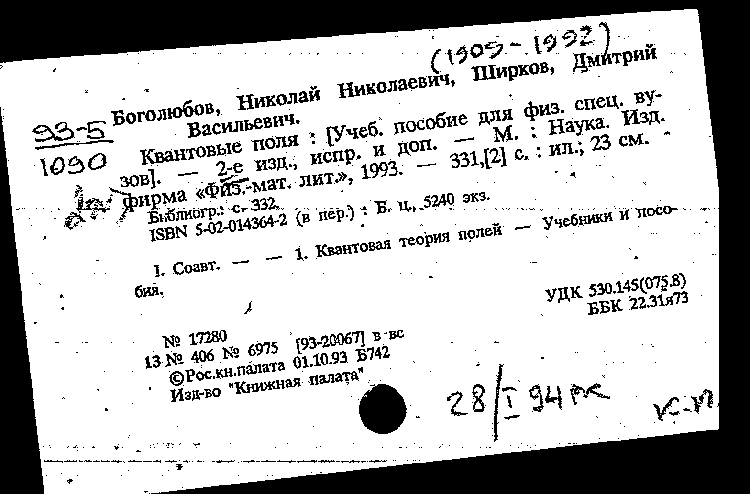 (1909 - 1992)
93-5
1090
Боголюбов, Николай Николаевич, Ширков, Дмитрий
Васильевич.
Квантовые поля : [Учеб. пособие для физ. спец. ву-
зов]. — 2-е изд., испр. и доп. — М. : Наука. Изд.
фирма «Физ.-мат. лит.», 1993. — 331,[2] с. : ил.; 23 см.
Библиогр.: с. 332.
ISBN 5-02-014364-2 (в пер.) : Б. ц., 5240 экз.
I. Соавт. — — 1. Квантовая теория полей — Учебники и посо-
бия.
УДК 530.145(075.8)
ББК 22.31я73
№ 17280
13 № 406 № 6975 [93-20067] в вс
©Рос.кн.палата 01.10.93 Б742
Изд-во "Книжная палата"
28/I 94